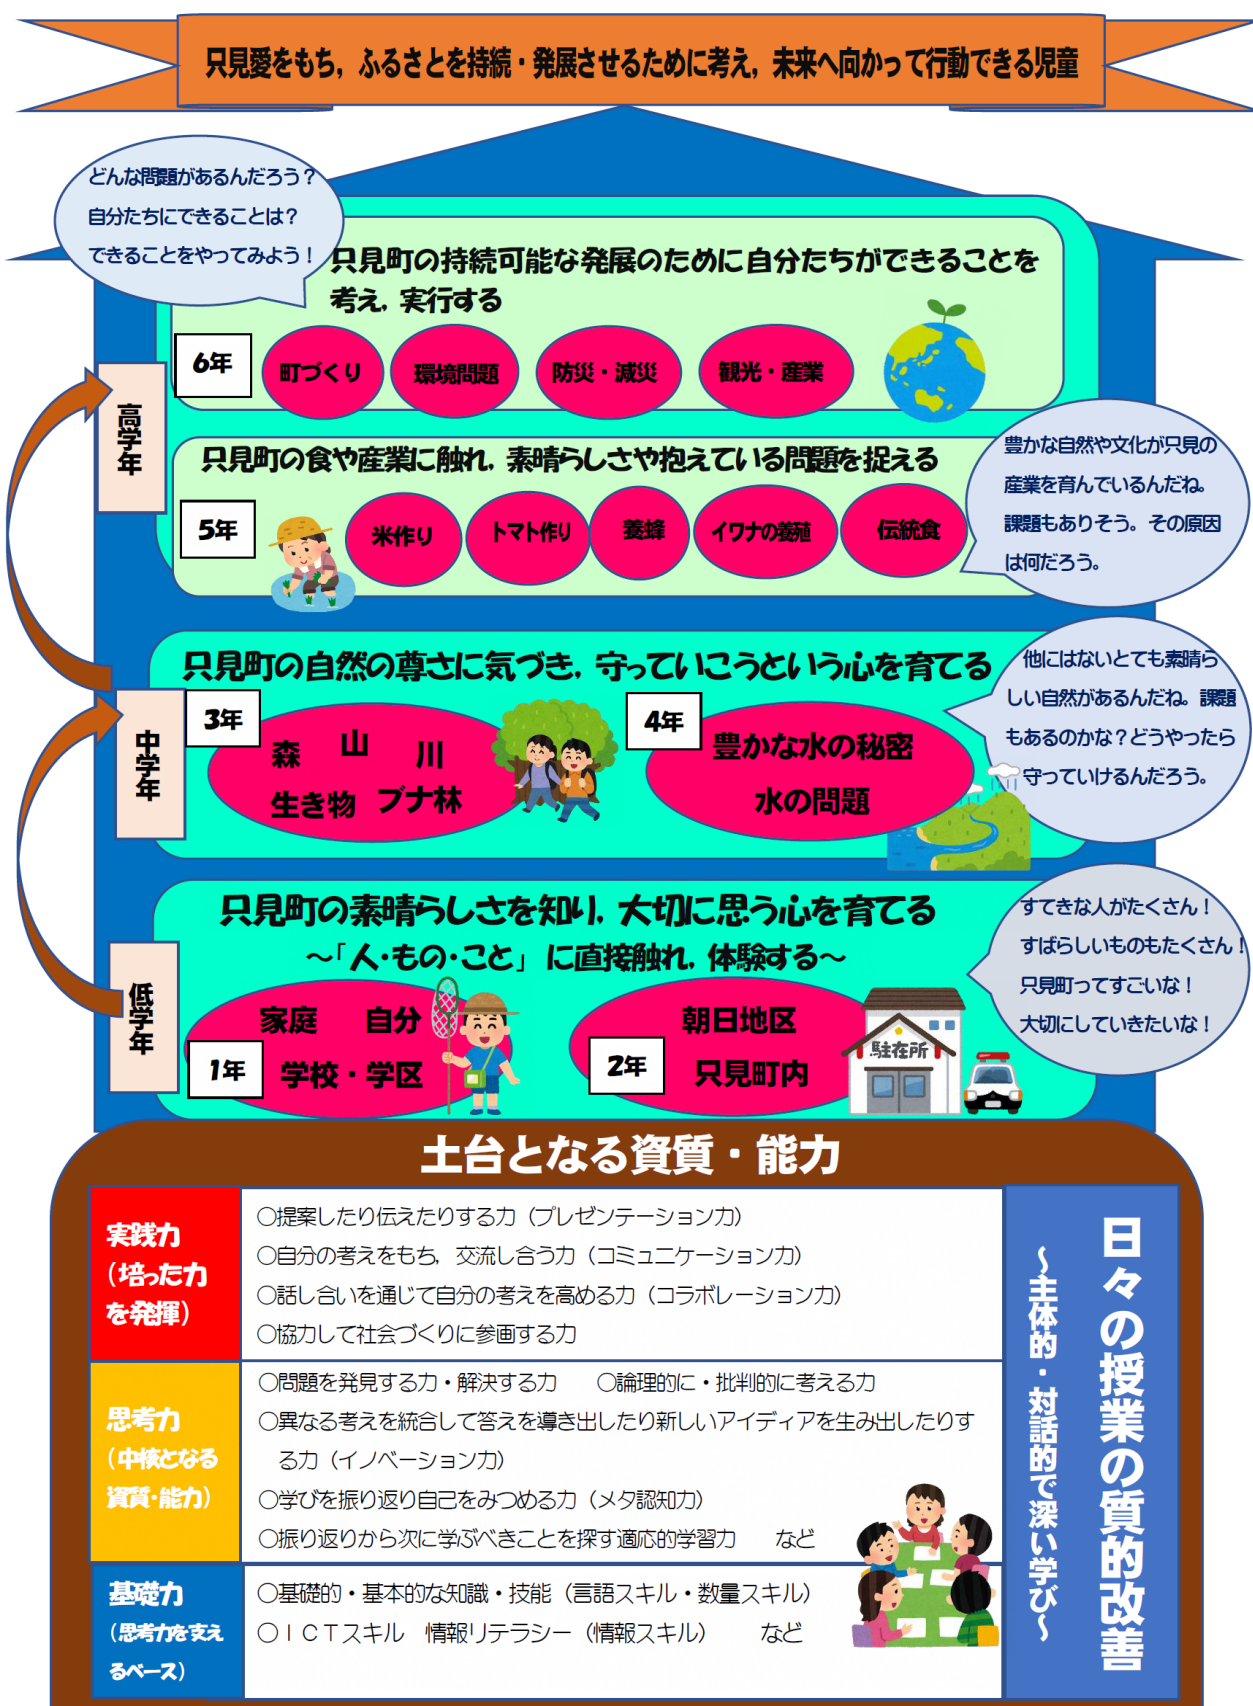 只見愛をもち，ふるさとを持続・発展させるために考え，未来へ向かって行動できる児童
どんな問題があるんだろう？
自分たちにできることは？
できることをやってみよう！
只見町の持続可能な発展のために自分たちができることを
考え，実行する
6年
町づくり
環境問題
防災・減災
観光・産業
高学年
只見町の食や産業に触れ，素晴らしさや抱えている問題を捉える
5年
米作り
トマト作り
養蜂
イワナの養殖
伝統食
豊かな自然や文化が只見の
産業を育んでいるんだね。
課題もありそう。その原因
は何だろう。
只見町の自然の尊さに気づき，守っていこうという心を育てる
中学年
3年
森 山 川
生き物 ブナ林
4年
豊かな水の秘密
水の問題
他にはないとても素晴ら
しい自然があるんだね。課題
もあるのかな？どうやったら
守っていけるんだろう。
只見町の素晴らしさを知り，大切に思う心を育てる
～「人・もの・こと」に直接触れ，体験する～
低学年
家庭 自分
1年
学校・学区
朝日地区
2年
只見町内
駐在所
すてきな人がたくさん！
すばらしいものもたくさん！
只見町ってすごいな！
大切にしていきたいな！
土台となる資質・能力
実践力
（培った力
を発揮）
○提案したり伝えたりする力（プレゼンテーション力）
○自分の考えをもち，交流し合う力（コミュニケーション力）
○話し合いを通じて自分の考えを高める力（コラボレーション力）
○協力して社会づくりに参画する力
思考力
（中核となる
資質・能力）
○問題を発見する力・解決する力 ○論理的に・批判的に考える力
○異なる考えを統合して答えを導き出したり新しいアイディアを生み出したりす
る力（イノベーション力）
○学びを振り返り自己をみつめる力（メタ認知力）
○振り返りから次に学ぶべきことを探す適応的学習力 など
基礎力
（思考力を支え
るベース）
○基礎的・基本的な知識・技能（言語スキル・数量スキル）
○ＩＣＴスキル 情報リテラシー（情報スキル） など
日々の授業の質的改善
～主体的・対話的で深い学び～